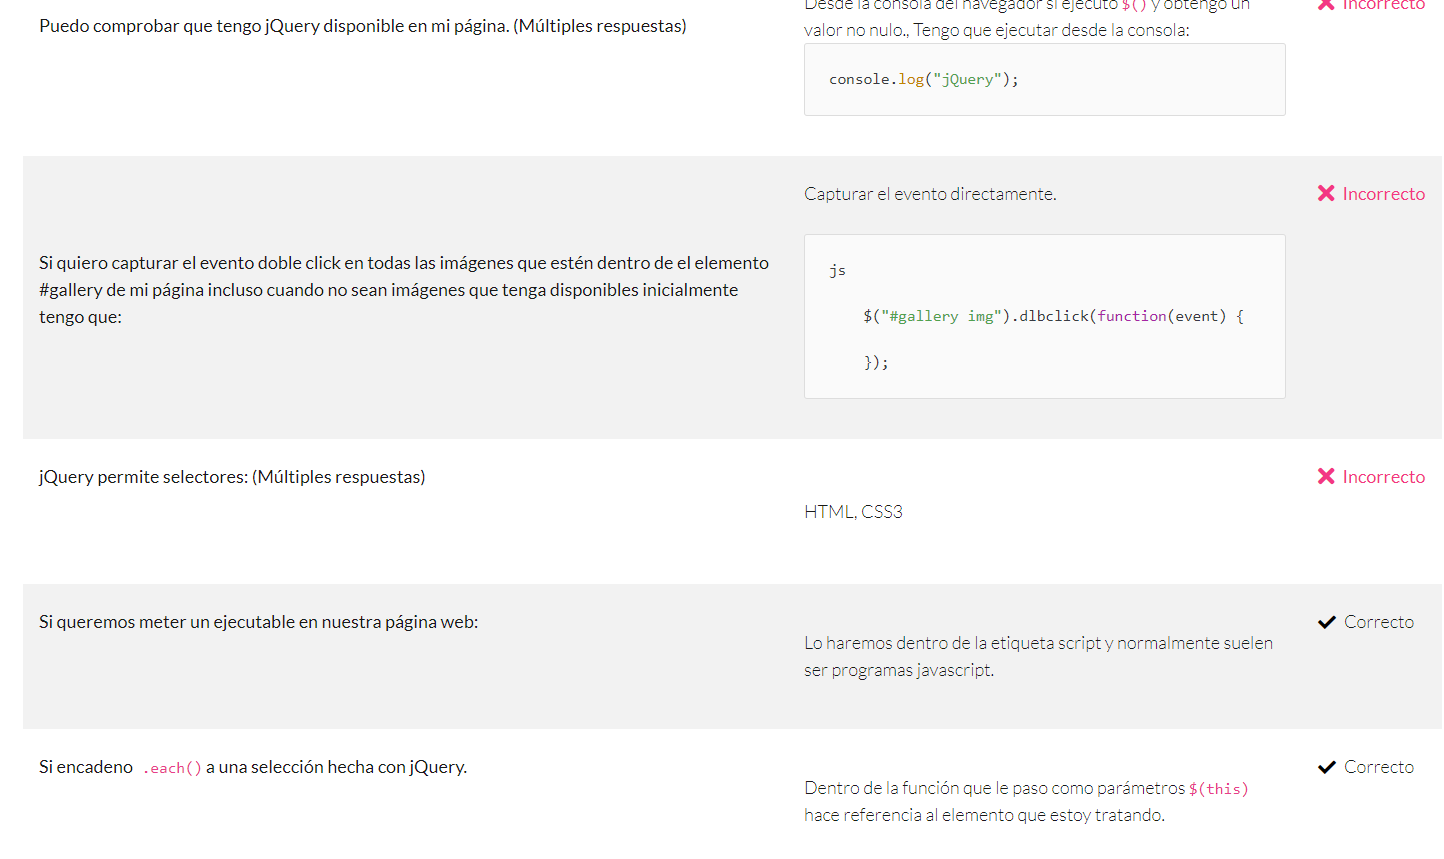 Desde la consola del navegador si ejecuto $() y obtengo un
Incorrecto
Puedo comprobar que tengo jQuery disponible en mi página. (Múltiples respuestas)
valor no nulo., Tengo que ejecutar desde la consola:
console.log("jQuery");
Capturar el evento directamente.
Incorrecto
Si quiero capturar el evento doble click en todas las imágenes que estén dentro de el elemento
#gallery de mi página incluso cuando no sean imágenes que tenga disponibles inicialmente
tengo que:
js
$("#gallery img").dlbclick(function(event) {
});
jQuery permite selectores: (Múltiples respuestas)
Incorrecto
HTML, CSS3
Si queremos meter un ejecutable en nuestra página web:
Correcto
Lo haremos dentro de la etiqueta script y normalmente suelen
ser programas javascript.
Si encadeno .each() a una selección hecha con jQuery.
Correcto
Dentro de la función que le paso como parámetros $(this)
hace referencia al elemento que estoy tratando.